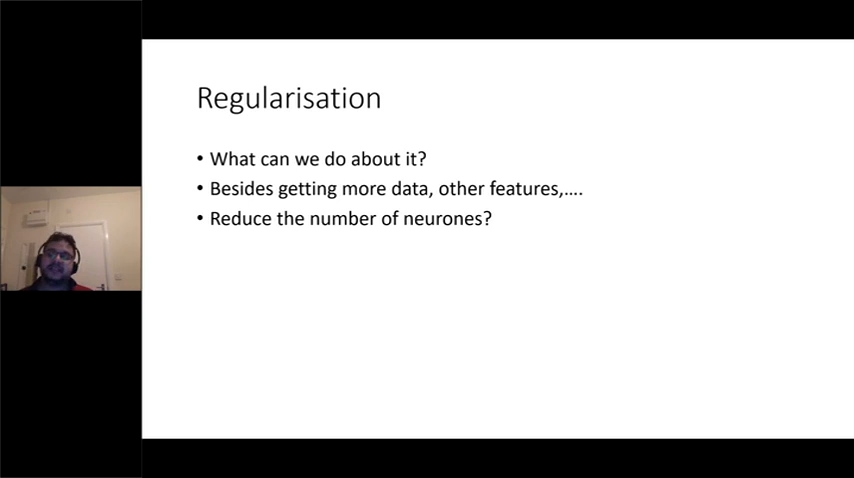 Regularisation
• What can we do about it?
• Besides getting more data, other features,....
• Reduce the number of neurones?